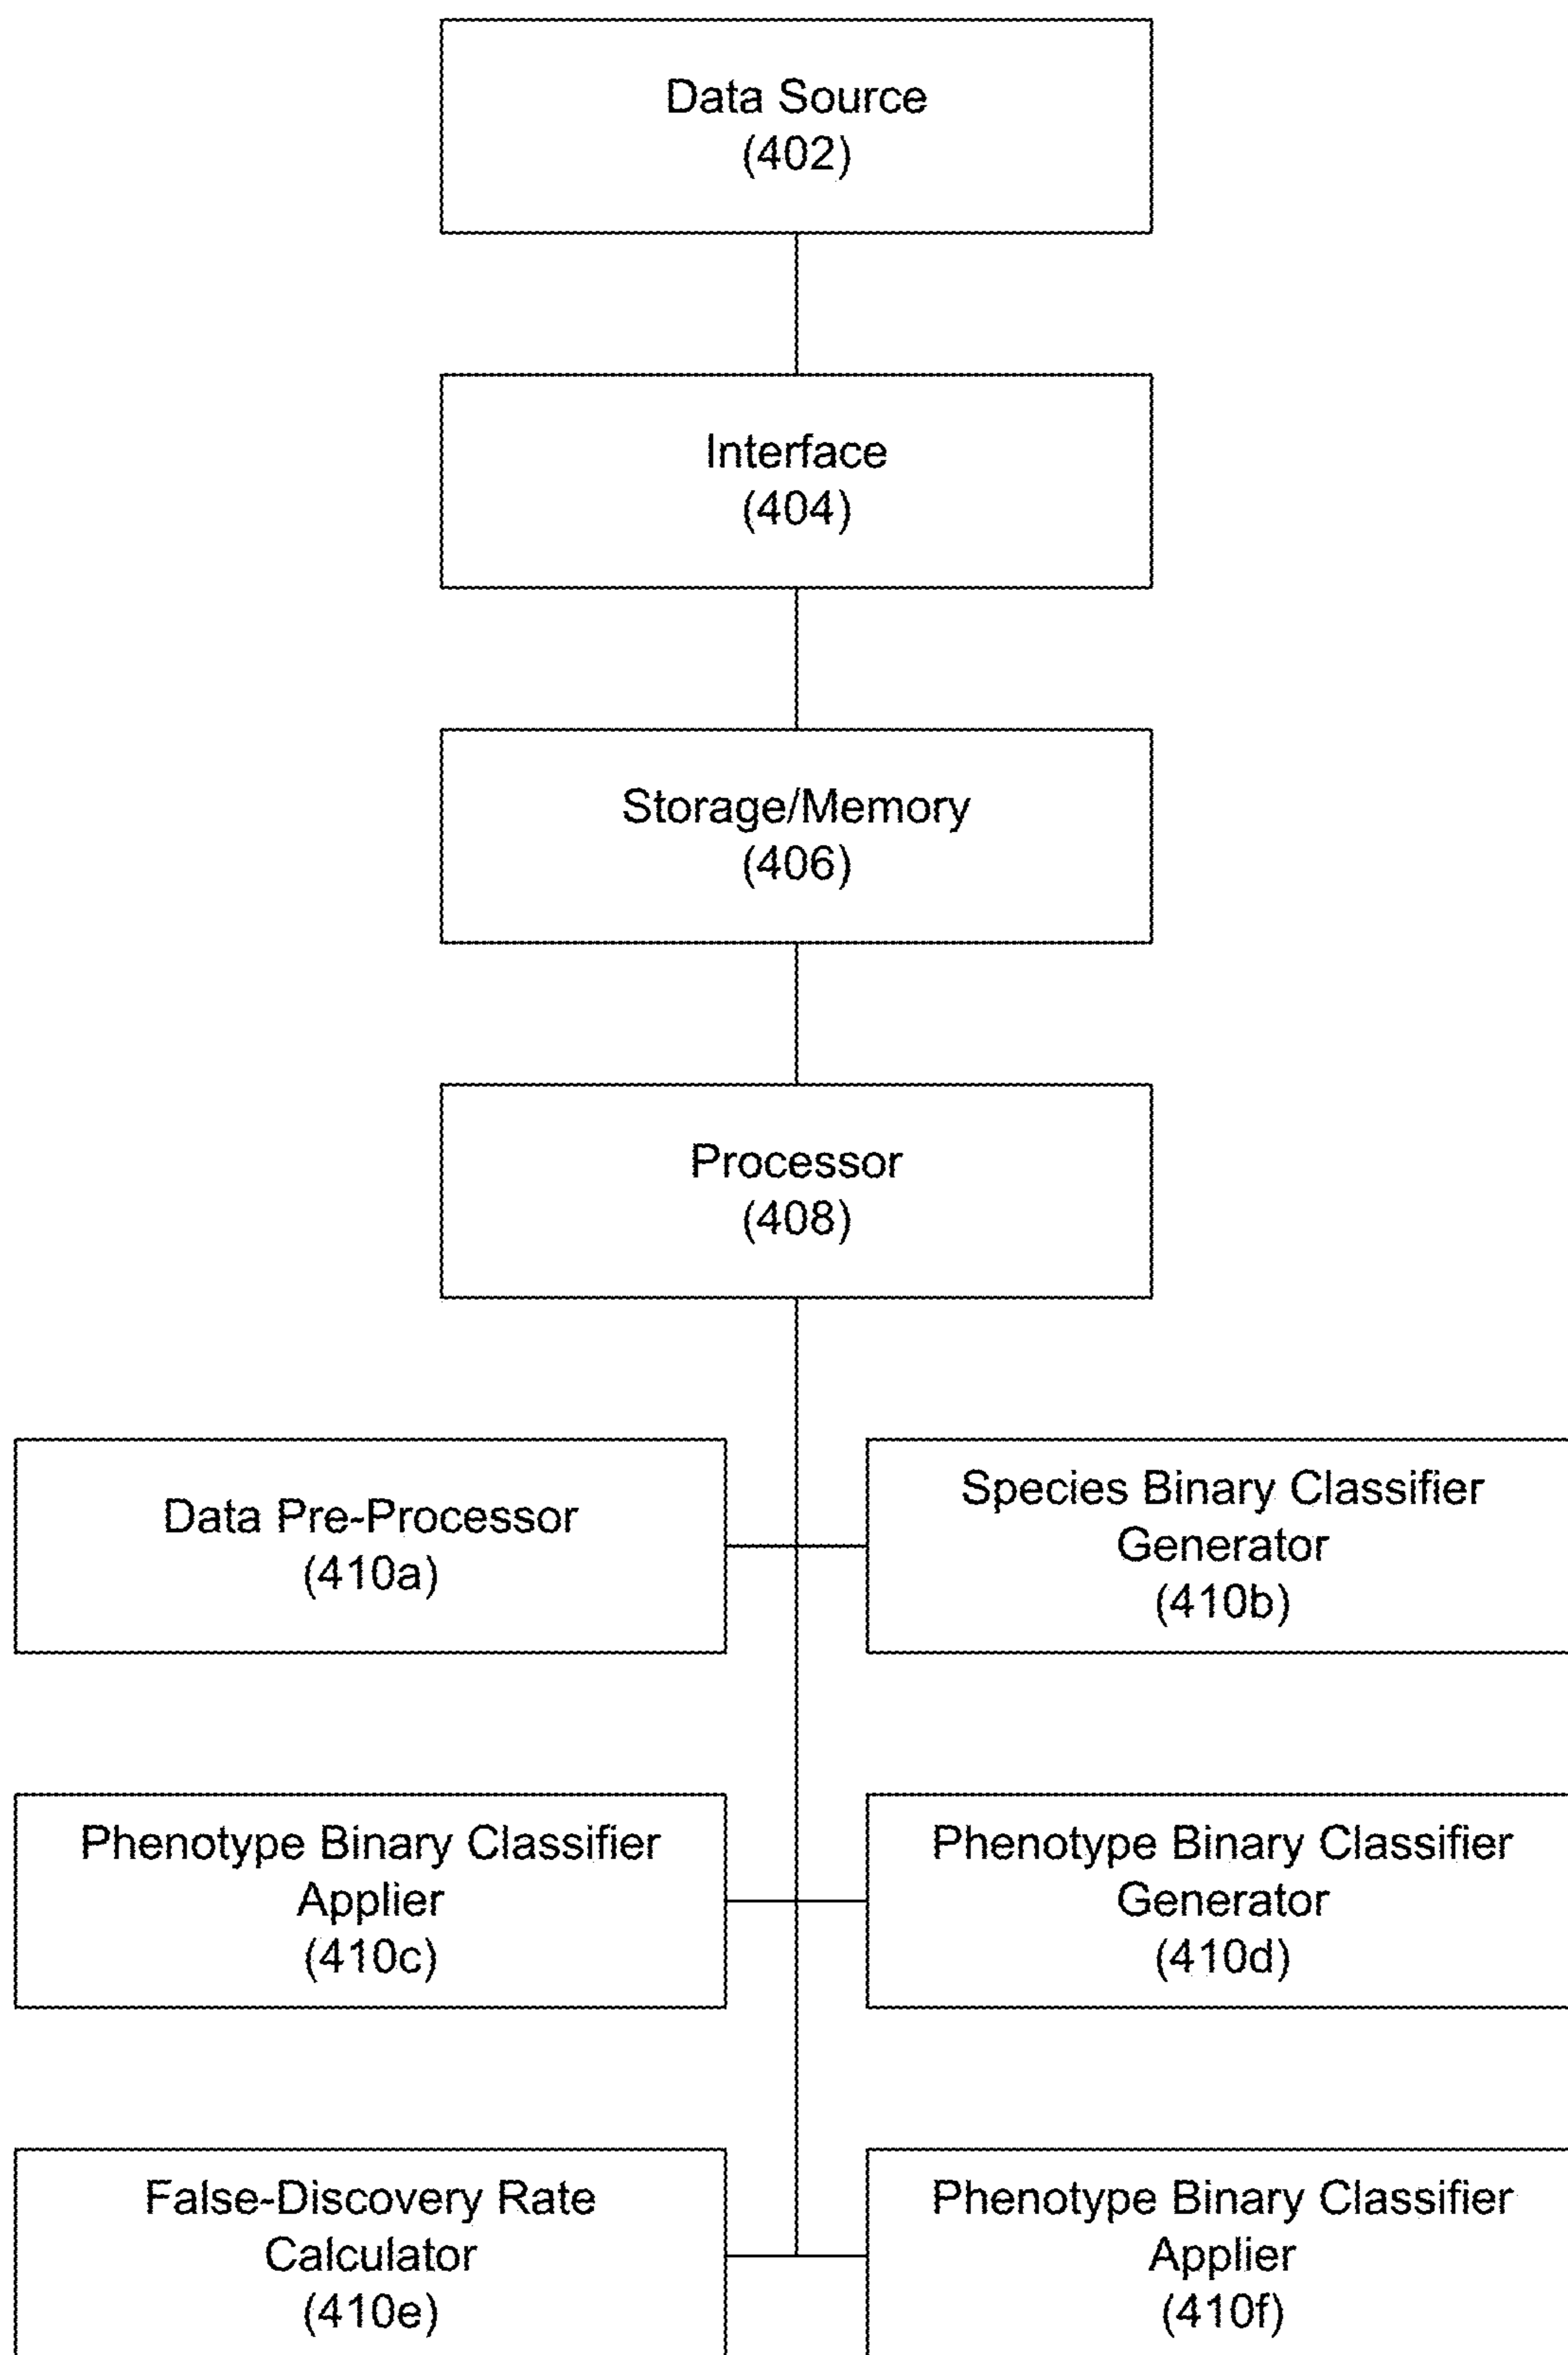 Data Source
(402)
Interface
(404)
Storage/Memory
(406)
Processor
(408)
Data Pre-Processor
(410a)
Species Binary Classifier
Generator
(410b)
Phenotype Binary Classifier
Applier
(410c)
Phenotype Binary Classifier
Generator
(410d)
False-Discovery Rate
Calculator
(410e)
Phenotype Binary Classifier
Applier
(410f)